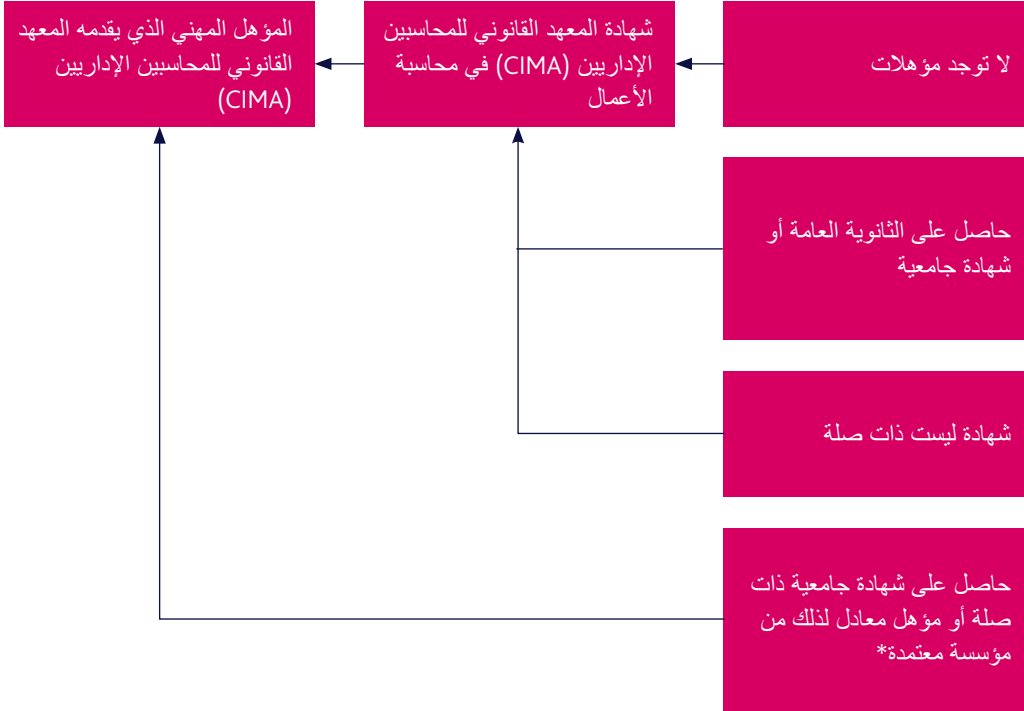 لا توجد مؤهلات
شهادة المعهد القانوني للمحاسبين
الإداريين (CIMA) في محاسبة
الأعمال
المؤهل المهني الذي يقدمه المعهد
القانوني للمحاسبين الإداريين
(CIMA)
حاصل على الثانوية العامة أو
شهادة جامعية
شهادة ليست ذات صلة
حاصل على شهادة جامعية ذات
صلة أو مؤهل معادل لذلك من
مؤسسة معتمدة*